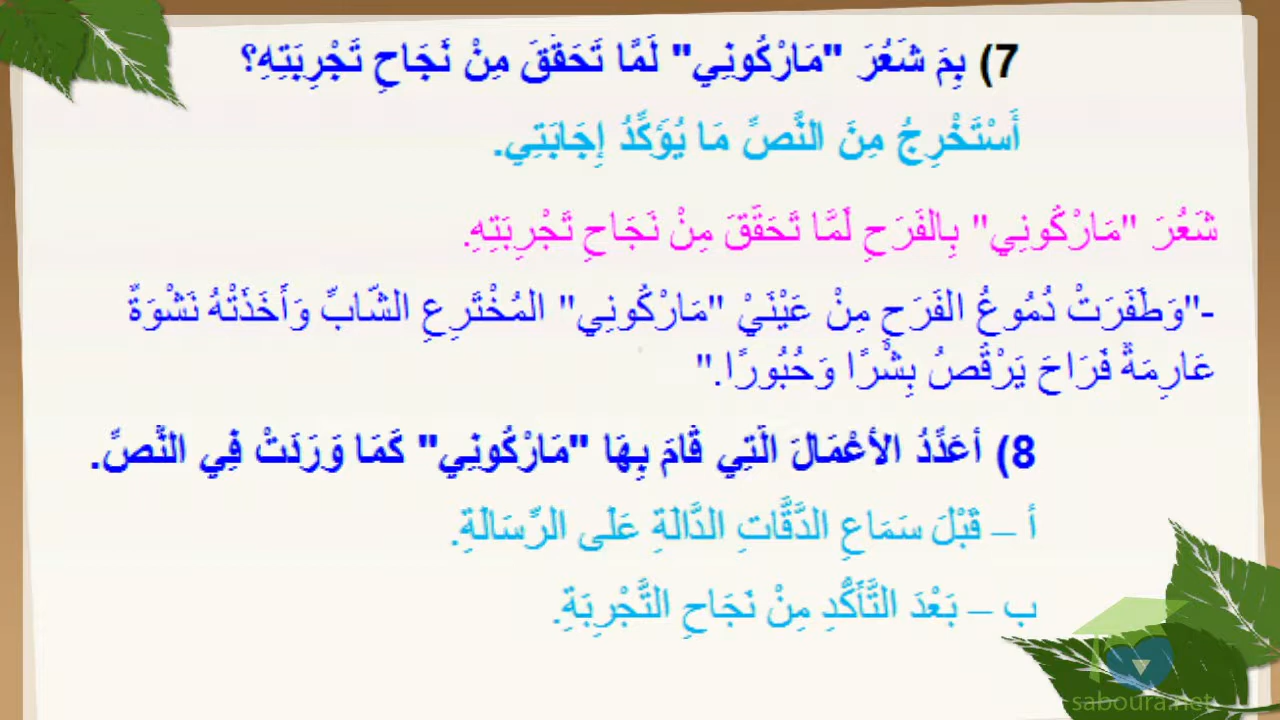 7) بِمَ شَعُرَ "مَارْكُونِي" لَمَّا تَحَقَّقَ مِنْ نَجَاحِ تَجْرِبَتِهِ؟
أَسْتَخْرِجُ مِنَ النَّصِّ مَا يُؤَكِّدُ إِجَابَتِي.
شَعُرَ "مَارْكُونِي" بِالفَرَحِ لَمَّا تَحَقَّقَ مِنْ نَجَاحِ تَجْرِبَتِهِ.
-"وَطَفَرَتْ دُمُوعُ الفَرَحِ مِنْ عَيْنَيْ "مَارْكُونِي" المُخْتَرِعِ الشَّابِّ وَأَخَذَتْهُ نَشْوَةٌ
عَارِمَةٌ فَرَاحَ يَرْقُصُ بِشْرًا وَحُبُورًا."
8) أعَدِّدُ الأعْمَالَ الَتِي قَامَ بِهَا "مَارْكُونِي" كَمَا وَرَدَتْ فِي النَّصِّ.
أ – قَبْلَ سَمَاعِ الدَّقَّاتِ الدَّالَةِ عَلَى الرِّسَالَةِ.
ب – بَعْدَ التَّأَكُّدِ مِنْ نَجَاحِ التَّجْرِبَةِ.
saboura.net